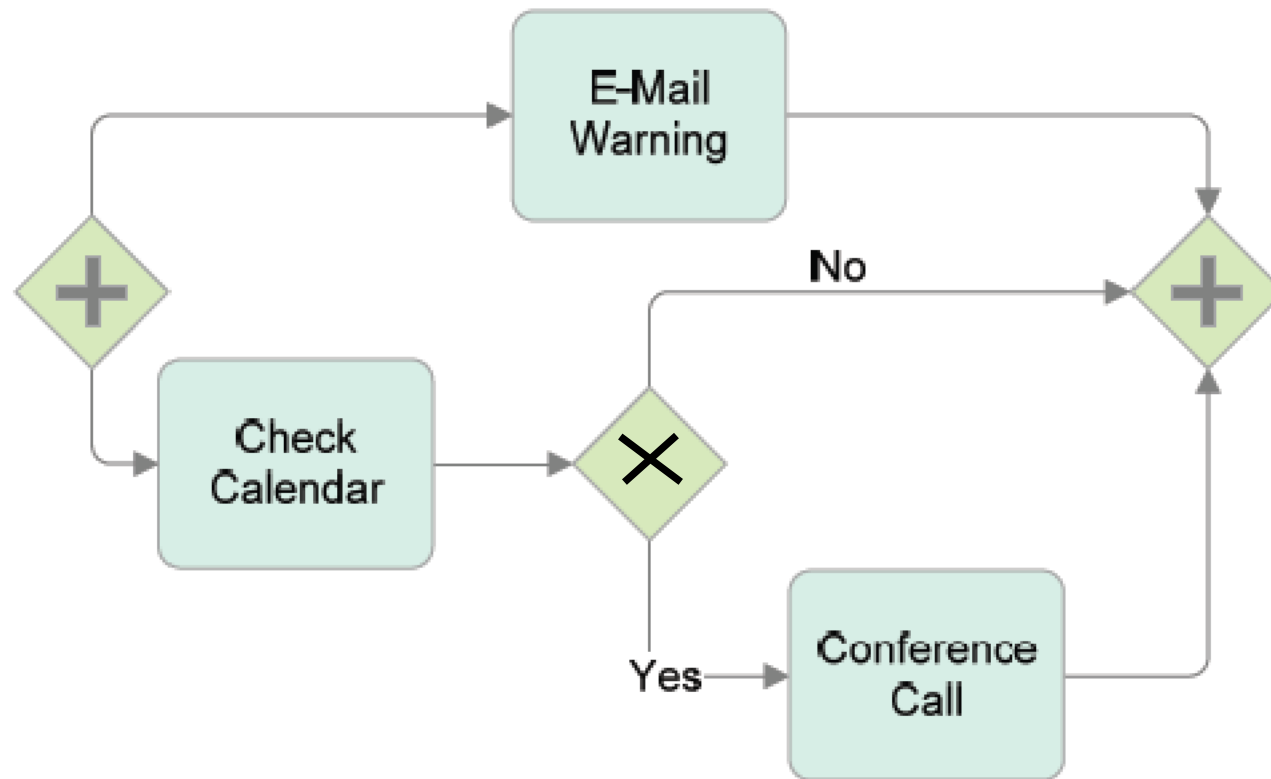 E-Mail
Warning
No
Check
Calendar
Yes
Conference
Call